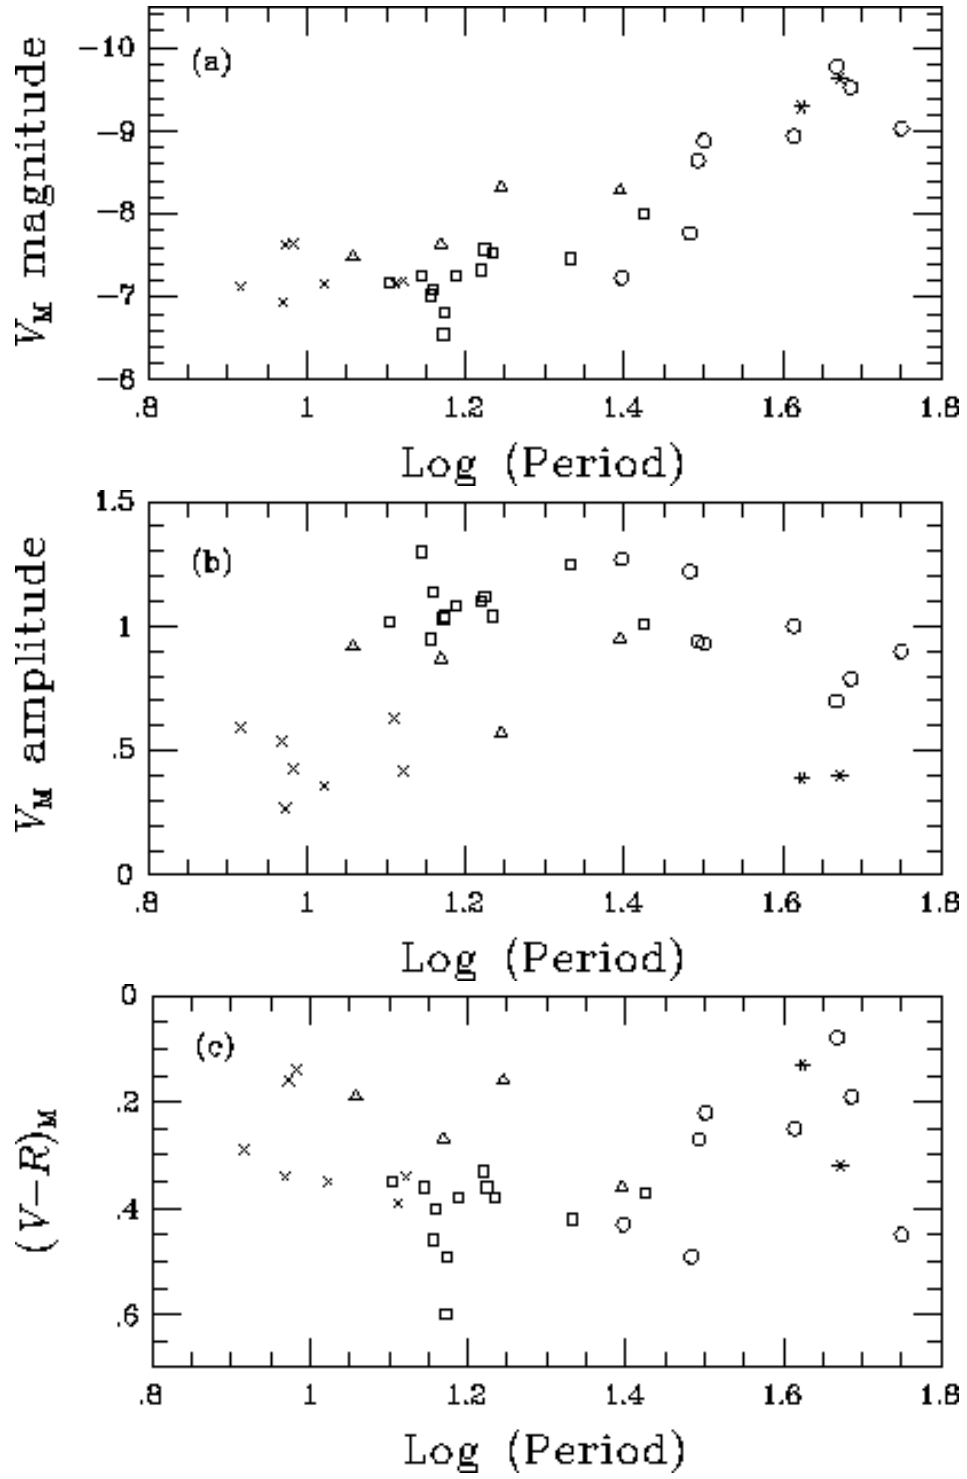 (a)
V_M magnitude
−10
−9
−8
−7
−6
.8 1 1.2 1.4 1.6 1.8
Log (Period)
(b)
V_M amplitude
1.5
1
.5
0
.8 1 1.2 1.4 1.6 1.8
Log (Period)
(c)
(V−R)_M
0
.2
.4
.6
.8 1 1.2 1.4 1.6 1.8
Log (Period)